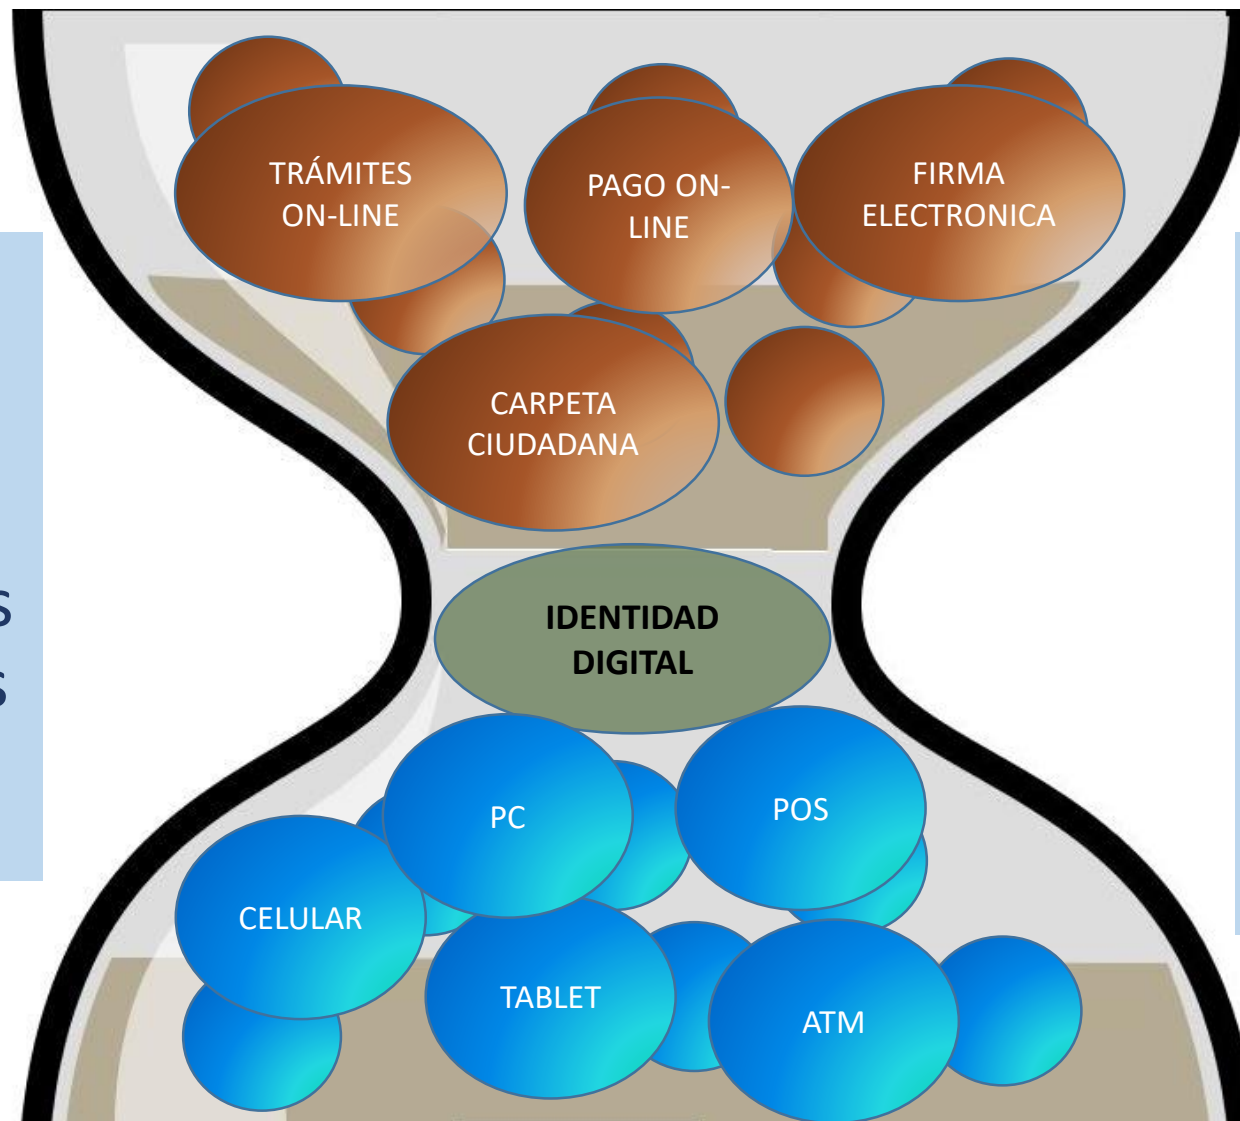 TRÁMITES
ON-LINE
PAGO ON-
LINE
FIRMA
ELECTRONICA
CARPETA
CIUDADANA
IDENTIDAD
DIGITAL
PC
POS
CELULAR
TABLET
ATM